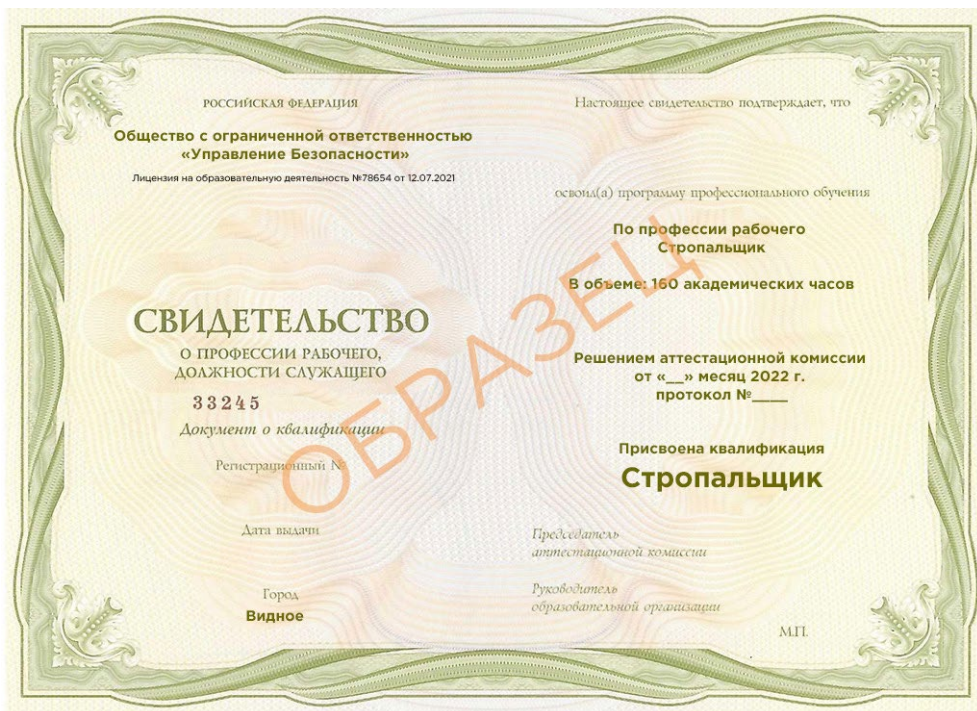 РОССИЙСКАЯ ФЕДЕРАЦИЯ
Общество с ограниченной ответственностью
«Управление Безопасности»
Лицензия на образовательную деятельность №78654 от 12.07.2021
СВИДЕТЕЛЬСТВО
О ПРОФЕССИИ РАБОЧЕГО,
ДОЛЖНОСТИ СЛУЖАЩЕГО
33245
Документ о квалификации
Регистрационный №
Дата выдачи
Город
Видное
Настоящее свидетельство подтверждает, что
освоил(а) программу профессионального обучения
По профессии рабочего
Стропальщик
В объеме: 160 академических часов
Решением аттестационной комиссии
от «__» месяц 2022 г.
протокол №____
Присвоена квалификация
Стропальщик
Председатель
аттестационной комиссии
Руководитель
образовательной организации
М.П.
ОБРАЗЕЦ